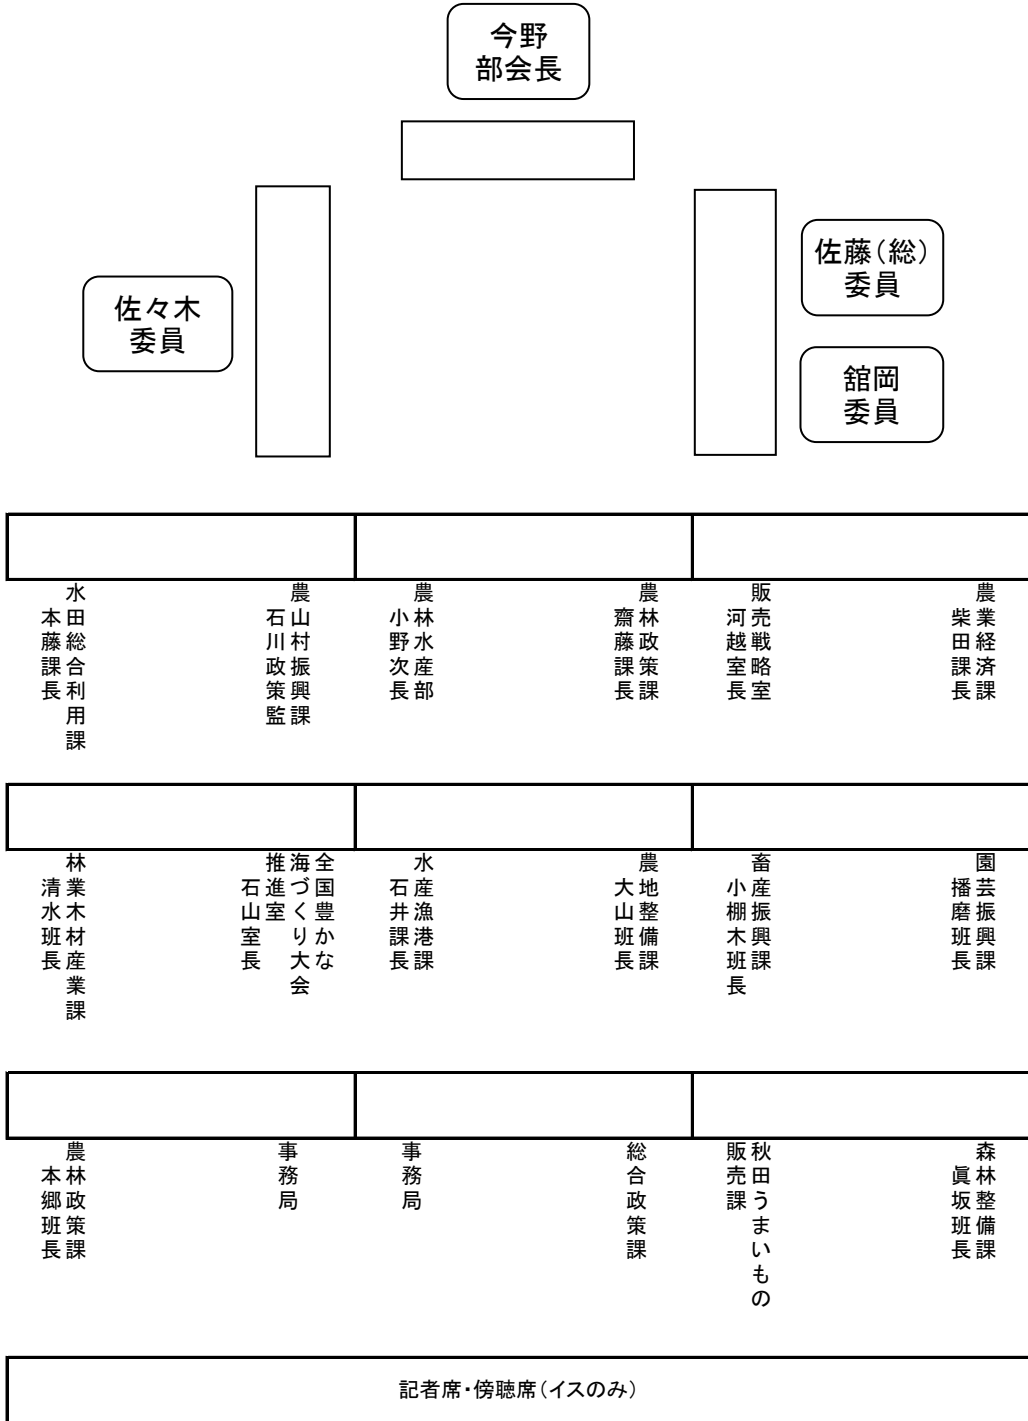 今野
部会長
佐藤（総）
委員
佐々木
委員
舘岡
委員
水田総合利用課
本藤課長
農山村振興課
石川政策監
農林水産部
小野次長
農林政策課
齋藤課長
販売戦略室
河越室長
農業経済課
柴田課長
林業木材産業課
清水班長
全国豊かな
海づくり大会
推進室
石山室長
水産漁港課
石井課長
農地整備課
大山班長
畜産振興課
小棚木班長
園芸振興課
播磨班長
農林政策課
本郷班長
事務局
事務局
総合政策課
秋田うまいもの
販売課
森林整備課
眞坂班長
記者席・傍聴席（イスのみ）